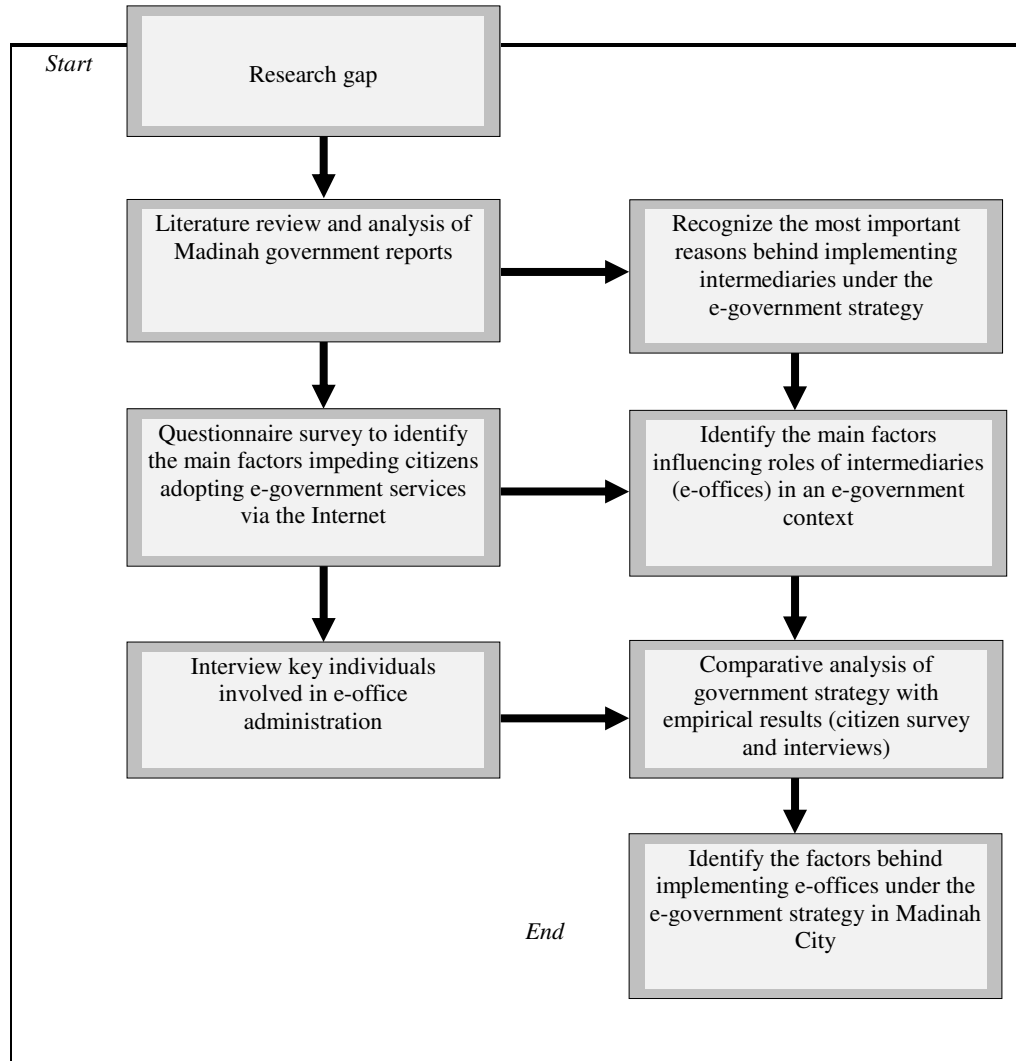 Start
Research gap
Literature review and analysis of
Madinah government reports
Recognize the most important
reasons behind implementing
intermediaries under the
e-government strategy
Questionnaire survey to identify
the main factors impeding citizens
adopting e-government services
via the Internet
Identify the main factors
influencing roles of intermediaries
(e-offices) in an e-government
context
Interview key individuals
involved in e-office
administration
Comparative analysis of
government strategy with
empirical results (citizen survey
and interviews)
Identify the factors behind
implementing e-offices under the
e-government strategy in Madinah
City
End